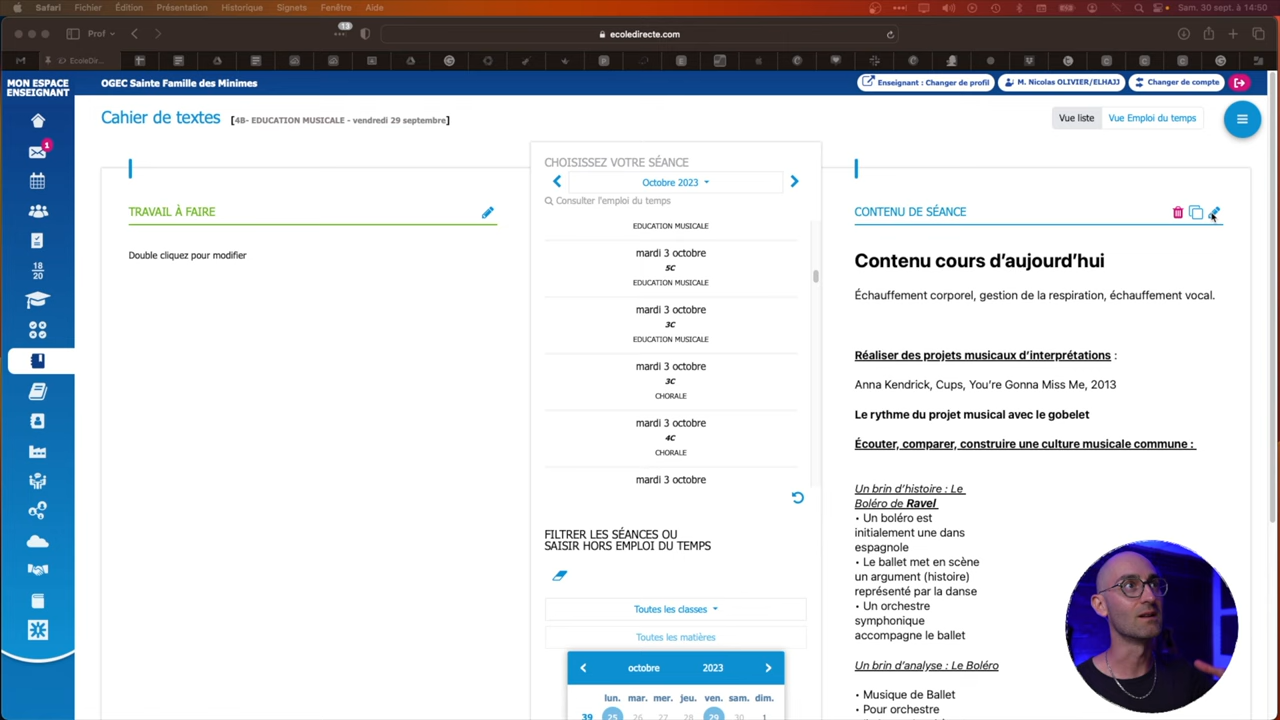 Safari Fichier Édition Présentation Historique Signets Fenêtre Aide
Sam. 30 sept. à 14:50
Prof
13
ecoledirecte.com
EcoleDir...
MON ESPACE
ENSEIGNANT
OGEC Sainte Famille des Minimes
Enseignant : Changer de profil
M. Nicolas OLIVIER/ELHAJJ
Changer de compte
Cahier de textes
[4B- EDUCATION MUSICALE - vendredi 29 septembre]
Vue liste
Vue Emploi du temps
1
18
20
TRAVAIL À FAIRE
Double cliquez pour modifier
CHOISISSEZ VOTRE SÉANCE
Octobre 2023
Consulter l'emploi du temps
EDUCATION MUSICALE
mardi 3 octobre
5C
EDUCATION MUSICALE
mardi 3 octobre
3C
EDUCATION MUSICALE
mardi 3 octobre
3C
CHORALE
mardi 3 octobre
4C
CHORALE
mardi 3 octobre
FILTRER LES SÉANCES OU
SAISIR HORS EMPLOI DU TEMPS
Toutes les classes
Toutes les matières
octobre 2023
lun. mar. mer. jeu. ven. sam. dim.
39 25 26 27 28 29 30 1
CONTENU DE SÉANCE
Contenu cours d’aujourd’hui
Échauffement corporel, gestion de la respiration, échauffement vocal.
Réaliser des projets musicaux d’interprétations :
Anna Kendrick, Cups, You’re Gonna Miss Me, 2013
Le rythme du projet musical avec le gobelet
Écouter, comparer, construire une culture musicale commune :
Un brin d’histoire : Le
Boléro de Ravel
• Un boléro est
initialement une dans
espagnole
• Le ballet met en scène
un argument (histoire)
représenté par la danse
• Un orchestre
symphonique
accompagne le ballet
Un brin d’analyse : Le Boléro
• Musique de Ballet
• Pour orchestre